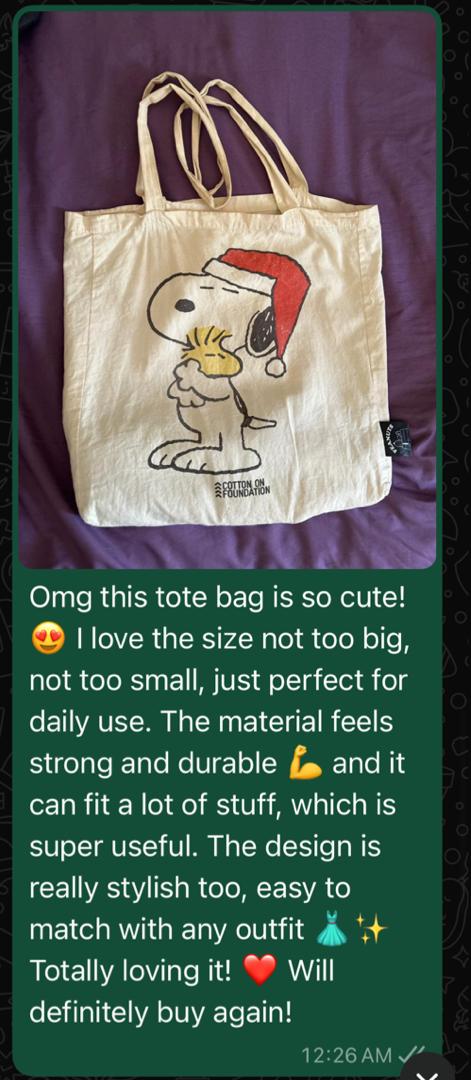 PEANUTS
COTTON ON
FOUNDATION
Omg this tote bag is so cute!
😍 I love the size not too big,
not too small, just perfect for
daily use. The material feels
strong and durable 💪 and it
can fit a lot of stuff, which is
super useful. The design is
really stylish too, easy to
match with any outfit 👗✨
Totally loving it! ❤️ Will
definitely buy again!
12:26 AM